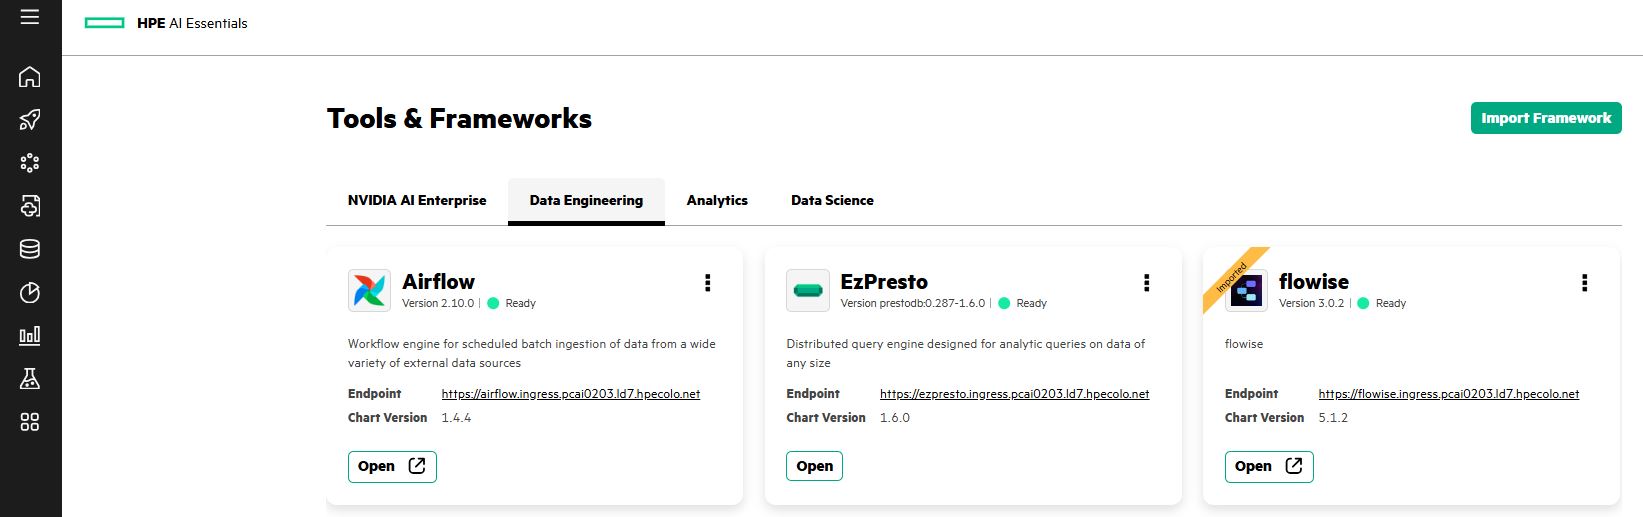 HPE AI Essentials
Tools & Frameworks
Import Framework
NVIDIA AI Enterprise
Data Engineering
Analytics
Data Science
Airflow
Version 2.10.0 | Ready
Workflow engine for scheduled batch ingestion of data from a wide
variety of external data sources
Endpoint https://airflow.ingress.pcai0203.ld7.hpecolo.net
Chart Version 1.4.4
Open
EzPresto
Version prestodb:0.287-1.6.0 | Ready
Distributed query engine designed for analytic queries on data of
any size
Endpoint https://ezpresto.ingress.pcai0203.ld7.hpecolo.net
Chart Version 1.6.0
Open
Imported
flowise
Version 3.0.2 | Ready
flowise
Endpoint https://flowise.ingress.pcai0203.ld7.hpecolo.net
Chart Version 5.1.2
Open